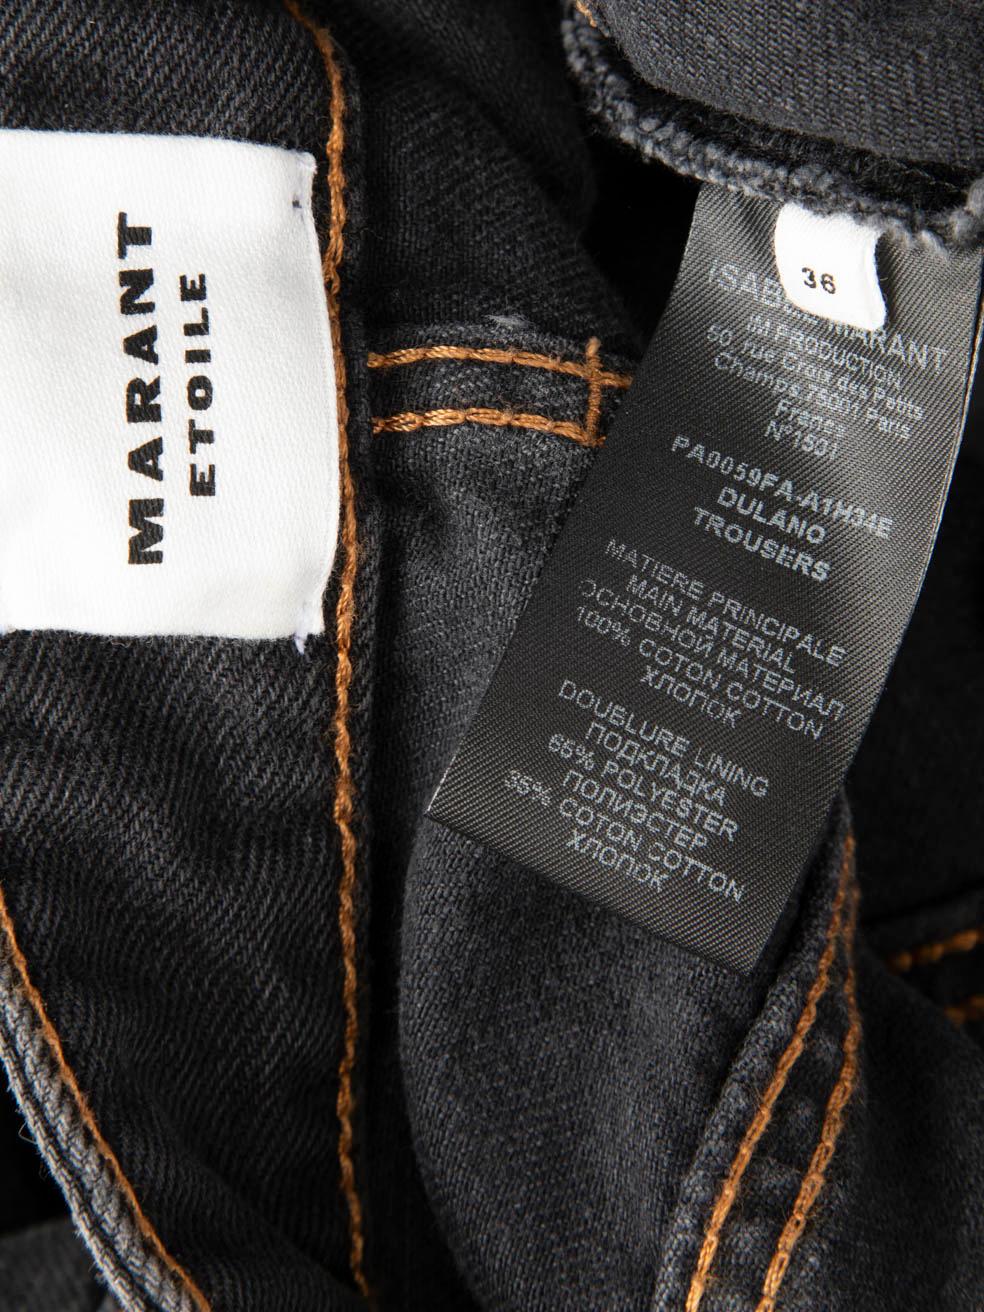 MARANT
ETOILE
36
MARANT
IM PRODUCTION
50, rue Croix des Petits
Champs 75001 Paris
France
N°1501
PA0059FA-A1H34E
DULANO
TROUSERS
MATIERE PRINCIPALE
MAIN MATERIAL
ОСНОВНОЙ МАТЕРИАЛ
100% COTON COTTON
ХЛОПОК
DOUBLURE LINING
ПОДКЛАДКА
65% POLYESTER
ПОЛИЭСТЕР
35% COTON COTTON
ХЛОПОК